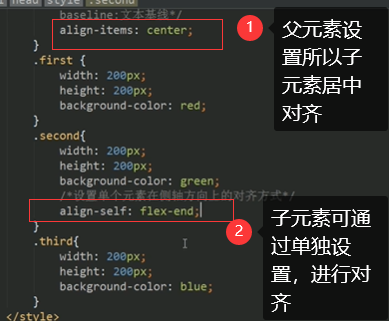 head style .second
baseline:文本基线*/
align-items: center;
}
.first {
width: 200px;
height: 200px;
background-color: red;
}
.second{
width: 200px;
height: 200px;
background-color: green;
/*设置单个元素在侧轴方向上的对齐方式*/
align-self: flex-end;
}
.third{
width: 200px;
height: 200px;
background-color: blue;
}
</style>
1
父元素设
置所以子
元素居中
对齐
2
子元素可通
过单独设
置，进行对
齐